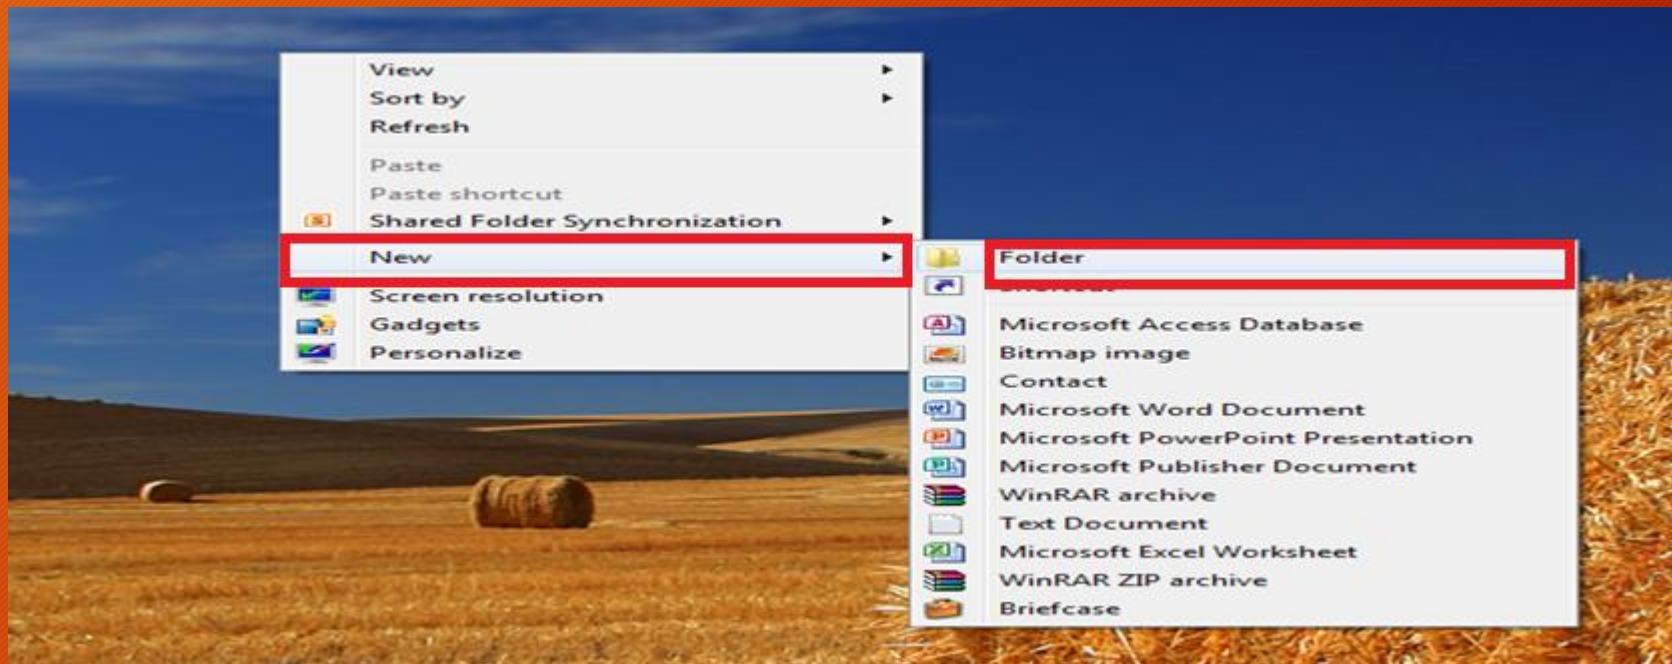 View
Sort by
Refresh
Paste
Paste shortcut
Shared Folder Synchronization
New
Screen resolution
Gadgets
Personalize
Folder
Microsoft Access Database
Bitmap image
Contact
Microsoft Word Document
Microsoft PowerPoint Presentation
Microsoft Publisher Document
WinRAR archive
Text Document
Microsoft Excel Worksheet
WinRAR ZIP archive
Briefcase